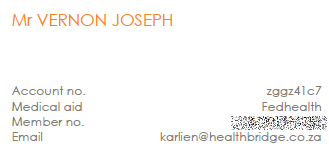 Mr VERNON JOSEPH
Account no. zggz41c7
Medical aid Fedhealth
Member no.
Email karlien@healthbridge.co.za